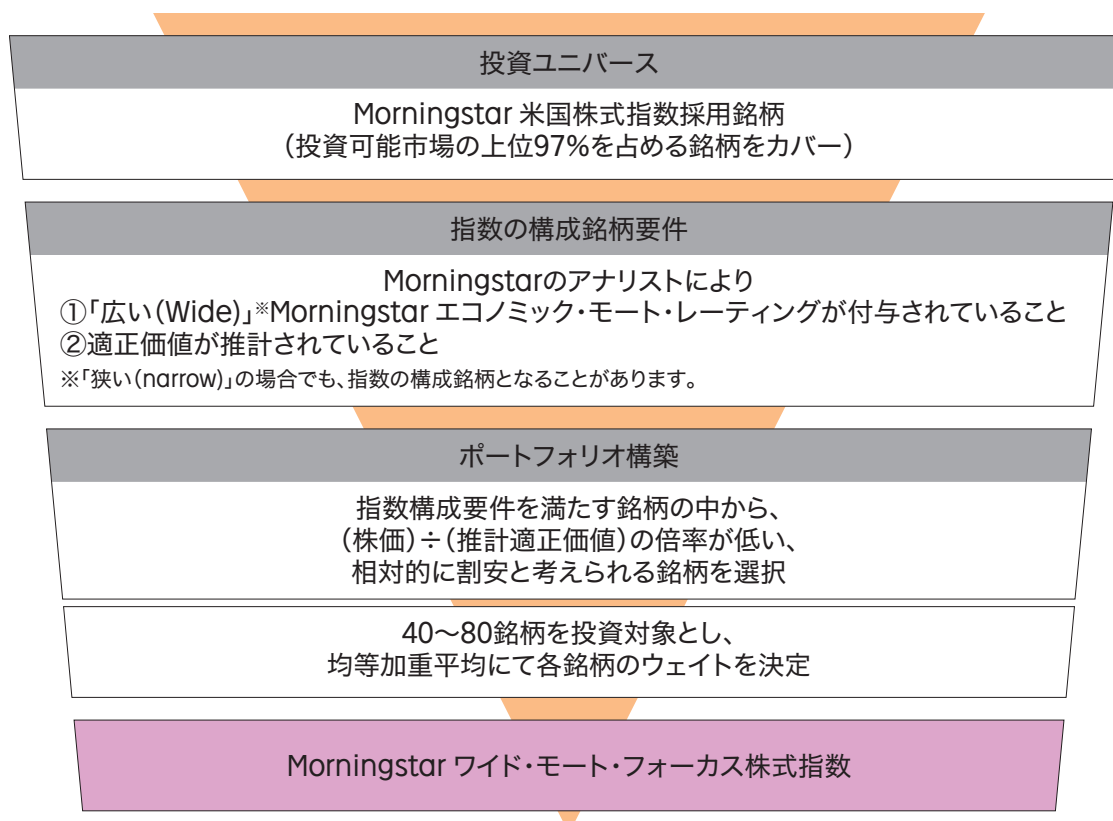 投資ユニバース
Morningstar 米国株式指数採用銘柄
(投資可能市場の上位97%を占める銘柄をカバー)
指数の構成銘柄要件
Morningstarのアナリストにより
①「広い(Wide)」※Morningstar エコノミック・モート・レーティングが付与されていること
②適正価値が推計されていること
※「狭い(narrow)」の場合でも、指数の構成銘柄となることがあります。
ポートフォリオ構築
指数構成要件を満たす銘柄の中から、
(株価)÷(推計適正価値)の倍率が低い、
相対的に割安と考えられる銘柄を選択
40〜80銘柄を投資対象とし、
均等加重平均にて各銘柄のウェイトを決定
Morningstar ワイド・モート・フォーカス株式指数